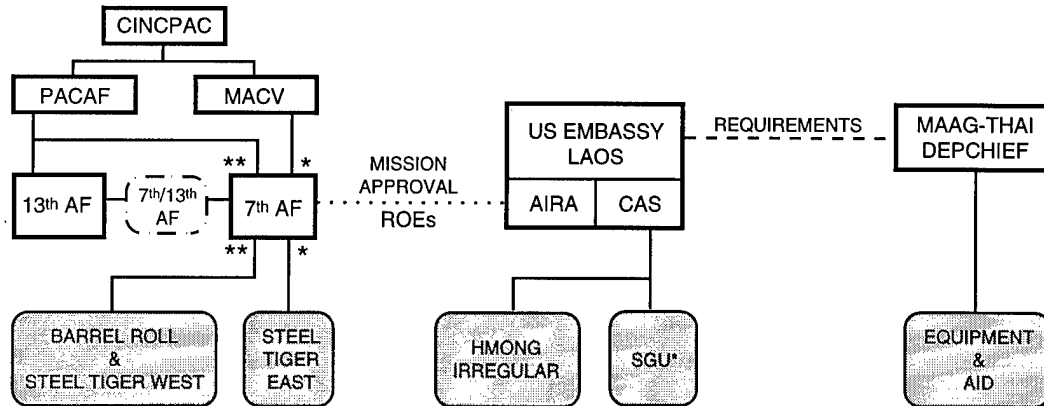 CINCPAC
PACAF
MACV
** *
13th AF
7th/13th
AF
7th AF
** *
MISSION
APPROVAL
ROEs
US EMBASSY
LAOS
AIRA
CAS
REQUIREMENTS
MAAG-THAI
DEPCHIEF
BARREL ROLL
&
STEEL TIGER WEST
STEEL
TIGER
EAST
HMONG
IRREGULAR
SGU*
EQUIPMENT
&
AID